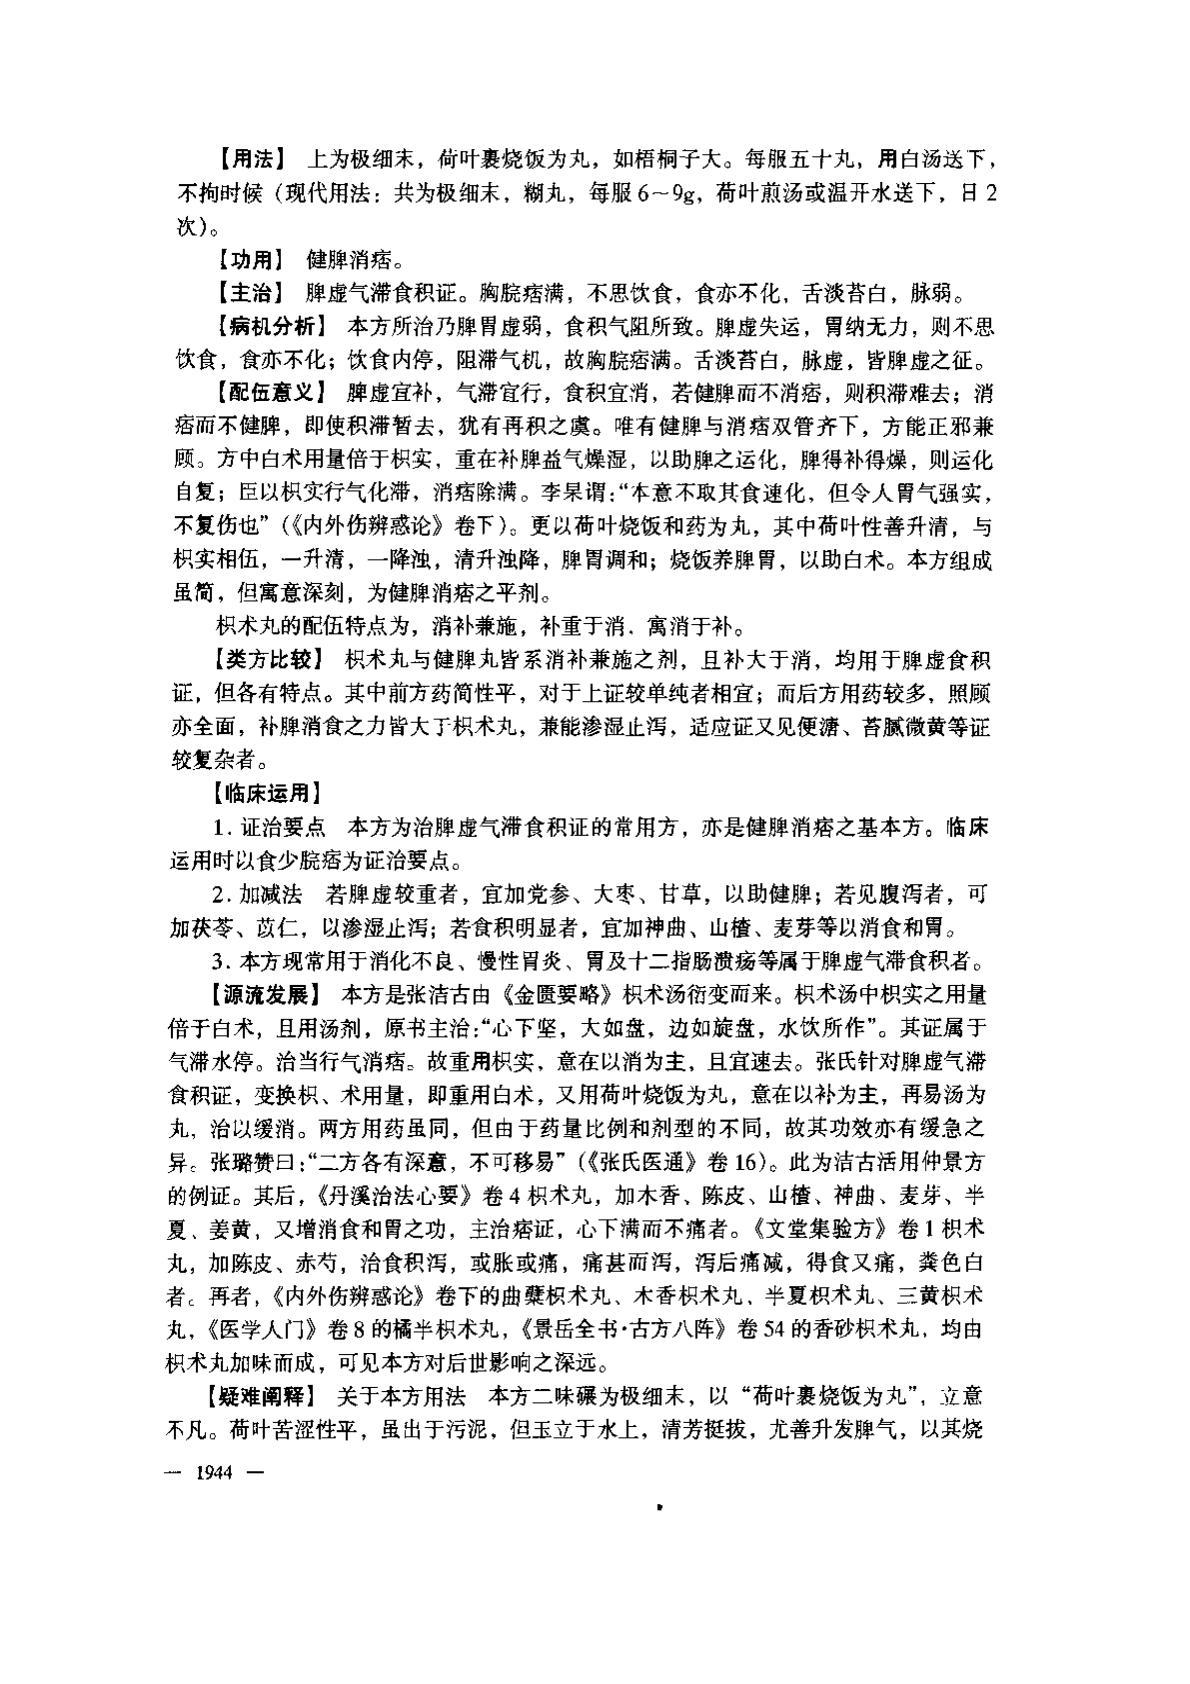 【用法】 上为极细末，荷叶裹烧饭为丸，如梧桐子大。每服五十丸，用白汤送下，
不拘时候（现代用法：共为极细末，糊丸，每服6～9g，荷叶煎汤或温开水送下，日2
次）。
【功用】 健脾消痞。
【主治】 脾虚气滞食积证。胸脘痞满，不思饮食，食亦不化，舌淡苔白，脉弱。
【病机分析】 本方所治乃脾胃虚弱，食积气阻所致。脾虚失运，胃纳无力，则不思
饮食，食亦不化；饮食内停，阻滞气机，故胸脘痞满。舌淡苔白，脉虚，皆脾虚之征。
【配伍意义】 脾虚宜补，气滞宜行，食积宜消，若健脾而不消痞，则积滞难去；消
痞而不健脾，即使积滞暂去，犹有再积之虞。唯有健脾与消痞双管齐下，方能正邪兼
顾。方中白术用量倍于枳实，重在补脾益气燥湿，以助脾之运化，脾得补得燥，则运化
自复；臣以枳实行气化滞，消痞除满。李杲谓：“本意不取其食速化，但令人胃气强实，
不复伤也”（《内外伤辨惑论》卷下）。更以荷叶烧饭和药为丸，其中荷叶性善升清，与
枳实相伍，一升清，一降浊，清升浊降，脾胃调和；烧饭养脾胃，以助白术。本方组成
虽简，但寓意深刻，为健脾消痞之平剂。
枳术丸的配伍特点为，消补兼施，补重于消，寓消于补。
【类方比较】 枳术丸与健脾丸皆系消补兼施之剂，且补大于消，均用于脾虚食积
证，但各有特点。其中前方药简性平，对于上证较单纯者相宜；而后方用药较多，照顾
亦全面，补脾消食之力皆大于枳术丸，兼能渗湿止泻，适应证又见便溏、苔腻微黄等证
较复杂者。
【临床运用】
1. 证治要点 本方为治脾虚气滞食积证的常用方，亦是健脾消痞之基本方。临床
运用时以食少脘痞为证治要点。
2. 加减法 若脾虚较重者，宜加党参、大枣、甘草，以助健脾；若见腹泻者，可
加茯苓、苡仁，以渗湿止泻；若食积明显者，宜加神曲、山楂、麦芽等以消食和胃。
3. 本方现常用于消化不良、慢性胃炎、胃及十二指肠溃疡等属于脾虚气滞食积者。
【源流发展】 本方是张洁古由《金匮要略》枳术汤衍变而来。枳术汤中枳实之用量
倍于白术，且用汤剂，原书主治：“心下坚，大如盘，边如旋盘，水饮所作”。其证属于
气滞水停。治当行气消痞。故重用枳实，意在以消为主，且宜速去。张氏针对脾虚气滞
食积证，变换枳、术用量，即重用白术，又用荷叶烧饭为丸，意在以补为主，再易汤为
丸，治以缓消。两方用药虽同，但由于药量比例和剂型的不同，故其功效亦有缓急之
异。张璐赞曰：“二方各有深意，不可移易”（《张氏医通》卷16）。此为洁古活用仲景方
的例证。其后，《丹溪治法心要》卷4枳术丸，加木香、陈皮、山楂、神曲、麦芽、半
夏、姜黄，又增消食和胃之功，主治痞证，心下满而不痛者。《文堂集验方》卷1枳术
丸，加陈皮、赤芍，治食积泻，或胀或痛，痛甚而泻，泻后痛减，得食又痛，粪色白
者。再者，《内外伤辨惑论》卷下的曲蘖枳术丸、木香枳术丸、半夏枳术丸、三黄枳术
丸，《医学入门》卷8的橘半枳术丸，《景岳全书·古方八阵》卷54的香砂枳术丸，均由
枳术丸加味而成，可见本方对后世影响之深远。
【疑难阐释】 关于本方用法 本方二味碾为极细末，以“荷叶裹烧饭为丸”，立意
不凡。荷叶苦涩性平，虽出于污泥，但玉立于水上，清芳挺拔，尤善升发脾气，以其烧
— 1944 —